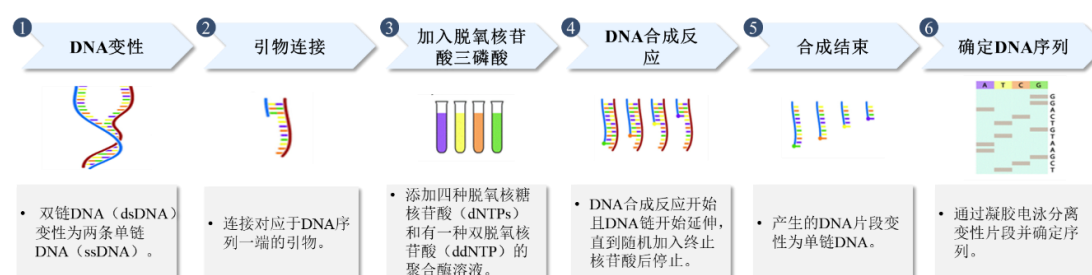 1
DNA变性
2
引物连接
3
加入脱氧核苷
酸三磷酸
4
DNA合成反
应
5
合成结束
6
确定DNA序列
A T C G
G
G
A
C
T
G
T
A
A
G
C
T
• 双链DNA（dsDNA）
变性为两条单链
DNA（ssDNA）。
• 连接对应于DNA序
列一端的引物。
• 添加四种脱氧核糖
核苷酸（dNTPs）
和有一种双脱氧核
苷酸（ddNTP）的
聚合酶溶液。
• DNA合成反应开始
且DNA链开始延伸，
直到随机加入终止
核苷酸后停止。
• 产生的DNA片段变
性为单链DNA。
• 通过凝胶电泳分离
变性片段并确定序
列。